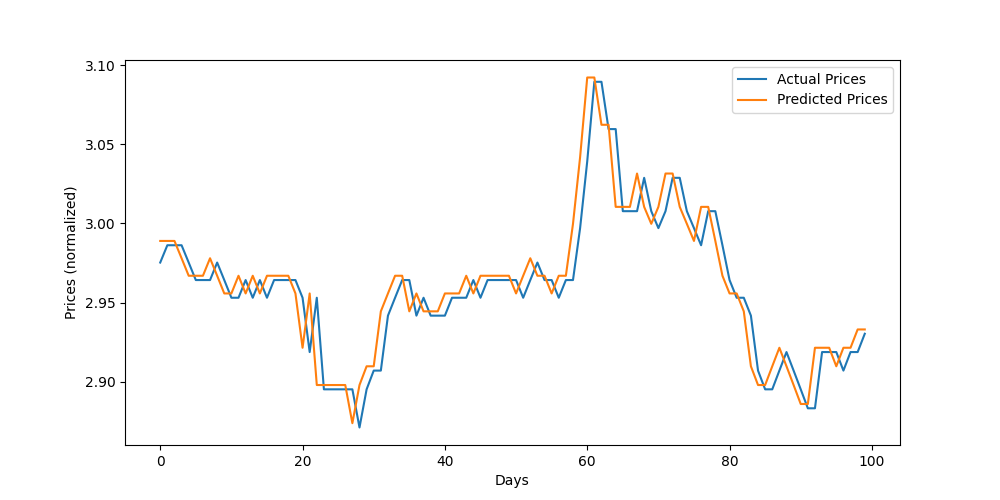 Actual Prices
Predicted Prices
3.10
3.05
3.00
2.95
2.90
Prices (normalized)
0
20
40
60
80
100
Days